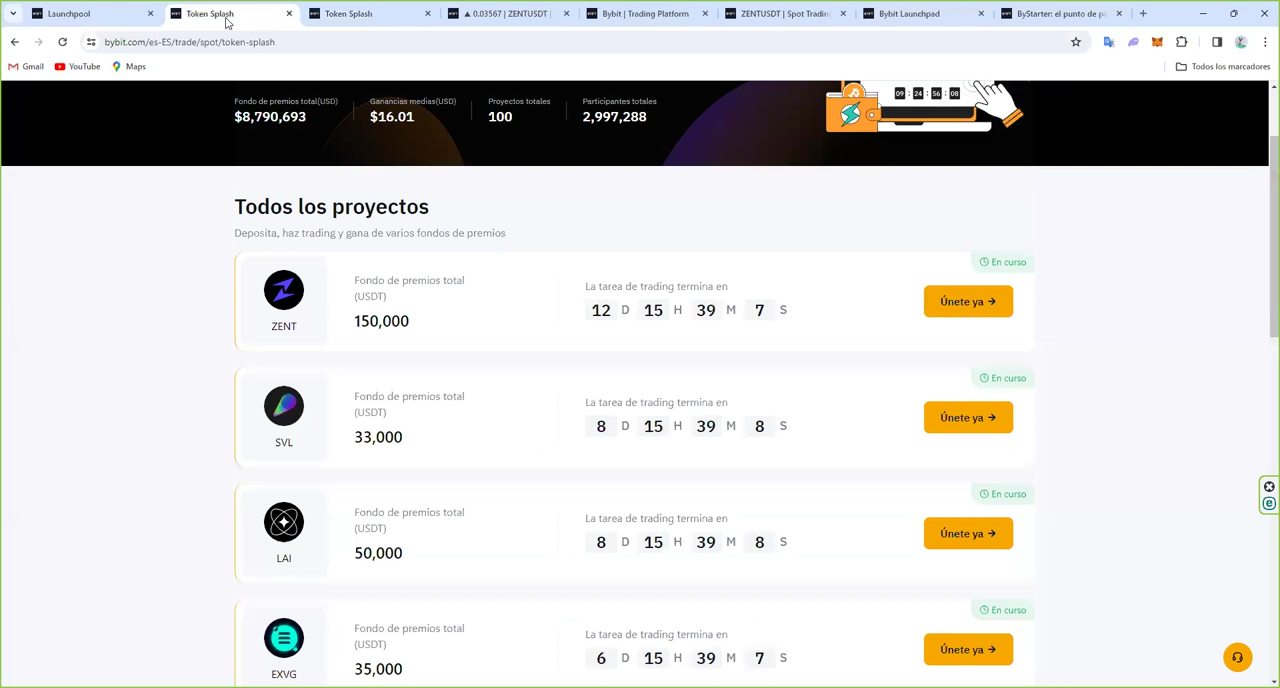 Launchpool
Token Splash
Token Splash
▲ 0.03567 | ZENTUSDT |
Bybit | Trading Platform
ZENTUSDT | Spot Trading
Bybit Launchpad
ByStarter: el punto de
bybit.com/es-ES/trade/spot/token-splash
Gmail
YouTube
Maps
Todos los marcadores
Fondo de premios total(USD)
Ganancias medias(USD)
Proyectos totales
Participantes totales
$8,790,693
$16.01
100
2,997,288
09 : 24 : 56 : 08
Todos los proyectos
Deposita, haz trading y gana de varios fondos de premios
En curso
ZENT
Fondo de premios total
(USDT)
150,000
La tarea de trading termina en
12 D 15 H 39 M 7 S
Únete ya →
En curso
SVL
Fondo de premios total
(USDT)
33,000
La tarea de trading termina en
8 D 15 H 39 M 8 S
Únete ya →
En curso
LAI
Fondo de premios total
(USDT)
50,000
La tarea de trading termina en
8 D 15 H 39 M 8 S
Únete ya →
En curso
EXVG
Fondo de premios total
(USDT)
35,000
La tarea de trading termina en
6 D 15 H 39 M 7 S
Únete ya →